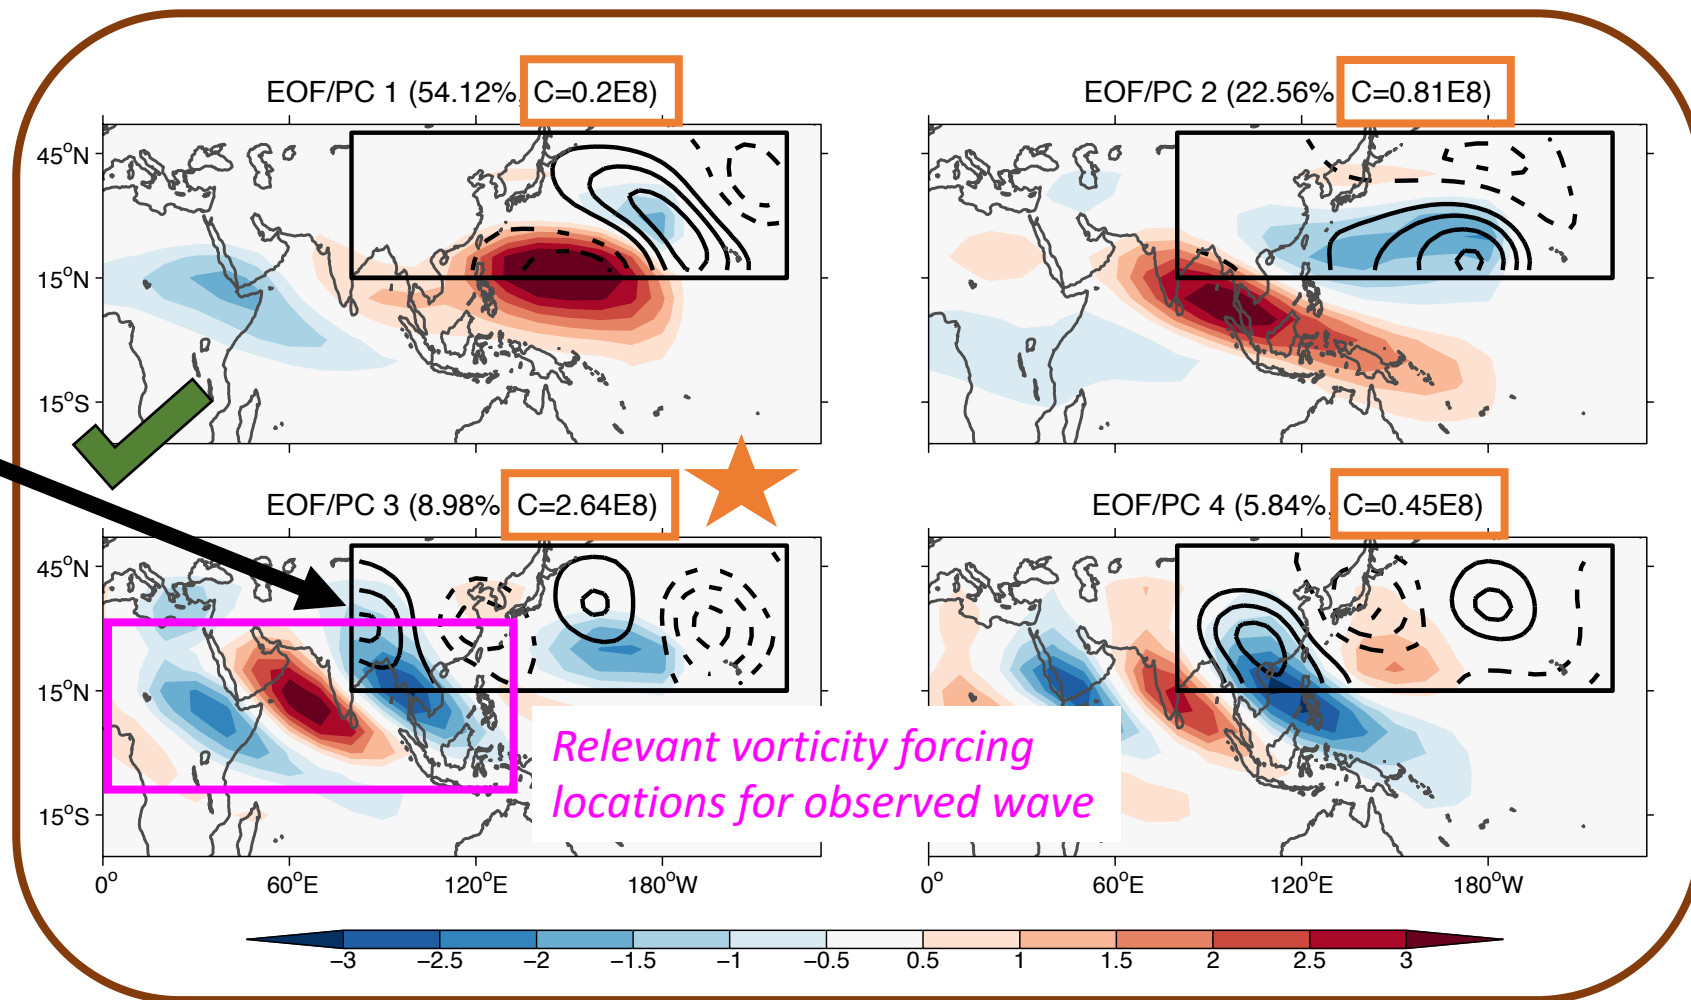 EOF/PC 1 (54.12%, C=0.2E8)
EOF/PC 2 (22.56% C=0.81E8)
45°N
15°N
15°S
EOF/PC 3 (8.98% C=2.64E8)
EOF/PC 4 (5.84%, C=0.45E8)
45°N
15°N
15°S
Relevant vorticity forcing
locations for observed wave
0° 60°E 120°E 180°W
0° 60°E 120°E 180°W
−3 −2.5 −2 −1.5 −1 −0.5 0.5 1 1.5 2 2.5 3